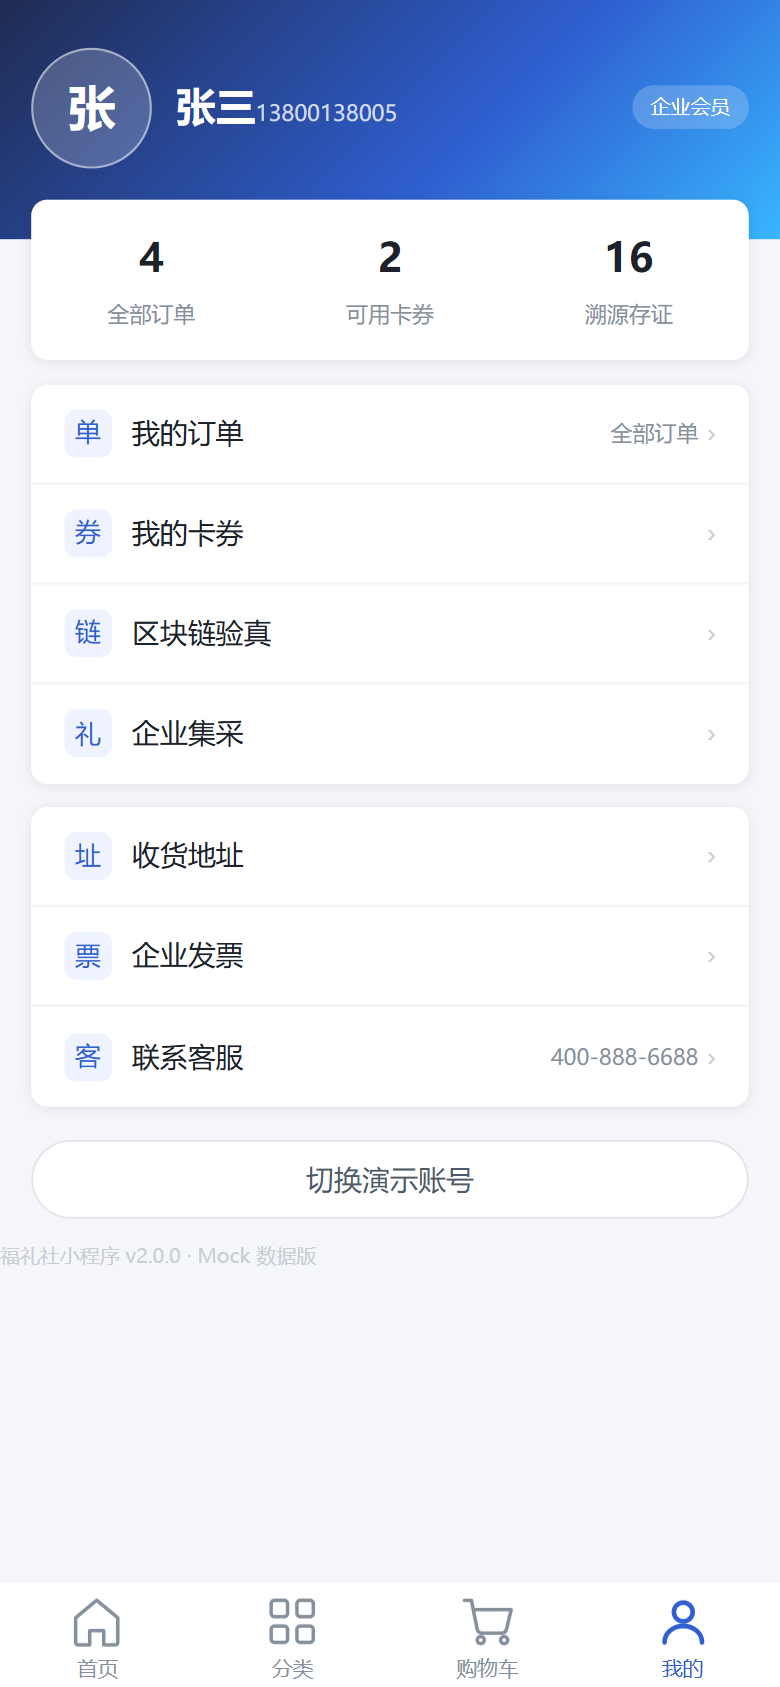 张
张三13800138005
企业会员
4
2
16
全部订单
可用卡券
溯源存证
单 我的订单 全部订单 ›
券 我的卡券 ›
链 区块链验真 ›
礼 企业集采 ›
址 收货地址 ›
票 企业发票 ›
客 联系客服 400-888-6688 ›
切换演示账号
福礼社小程序 v2.0.0 · Mock 数据版
首页
分类
购物车
我的